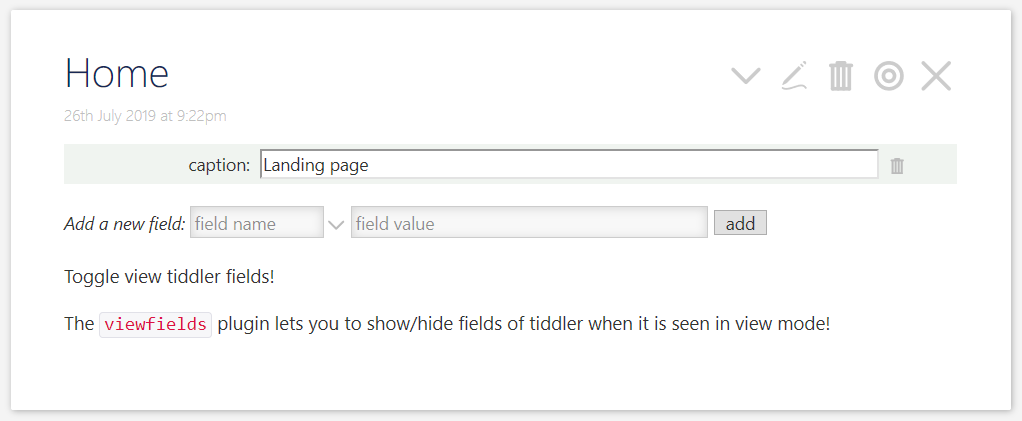 Home
26th July 2019 at 9:22pm
caption: Landing page
Add a new field: field name field value add
Toggle view tiddler fields!
The viewfields plugin lets you to show/hide fields of tiddler when it is seen in view mode!